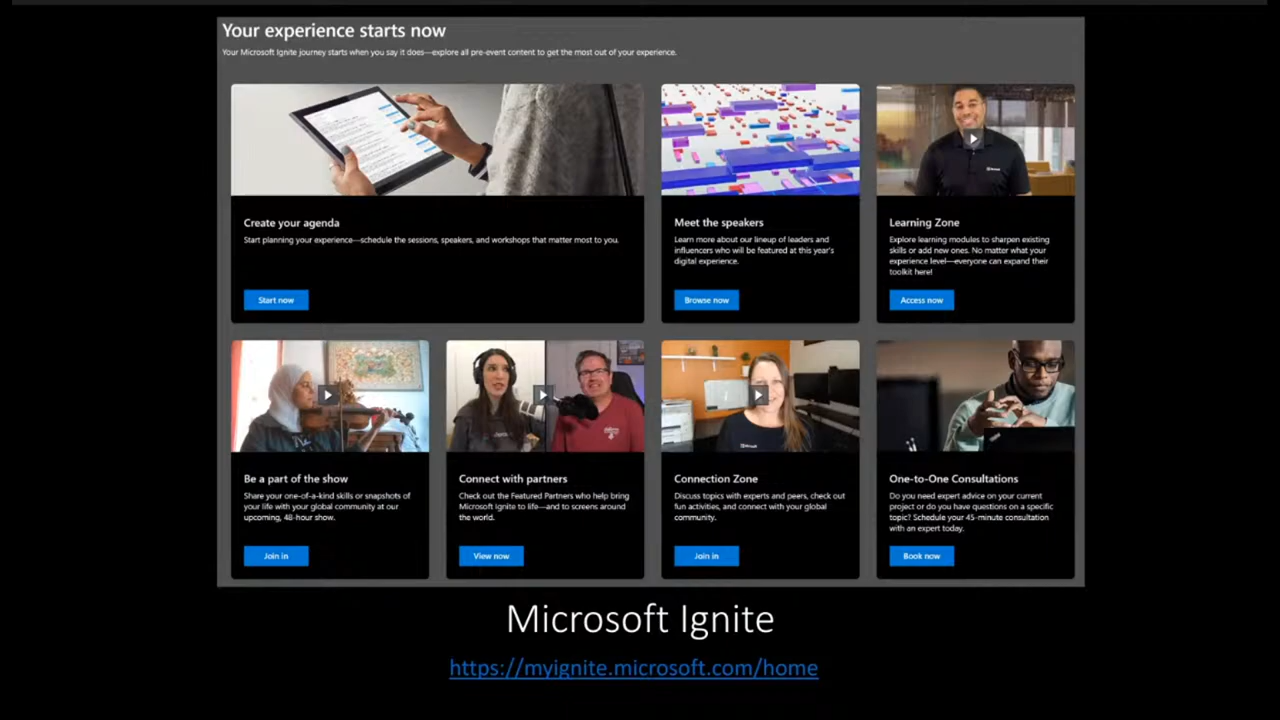 Your experience starts now
Your Microsoft Ignite journey starts when you say it does—explore all pre-event content to get the most out of your experience.
Create your agenda
Start planning your experience—schedule the sessions, speakers, and workshops that matter most to you.
Start now
Meet the speakers
Learn more about our lineup of leaders and
influencers who will be featured at this year's
digital experience.
Browse now
Learning Zone
Explore learning modules to sharpen existing
skills or add new ones. No matter what your
experience level—everyone can expand their
toolkit here!
Access now
Be a part of the show
Share your one-of-a-kind skills or snapshots of
your life with your global community at our
upcoming, 48-hour show.
Join in
Connect with partners
Check out the Featured Partners who help bring
Microsoft Ignite to life—and to screens around
the world.
View now
Connection Zone
Discuss topics with experts and peers, check out
fun activities, and connect with your global
community.
Join in
One-to-One Consultations
Do you need expert advice on your current
project or do you have questions on a specific
topic? Schedule your 45-minute consultation
with an expert today.
Book now
Microsoft Ignite
https://myignite.microsoft.com/home